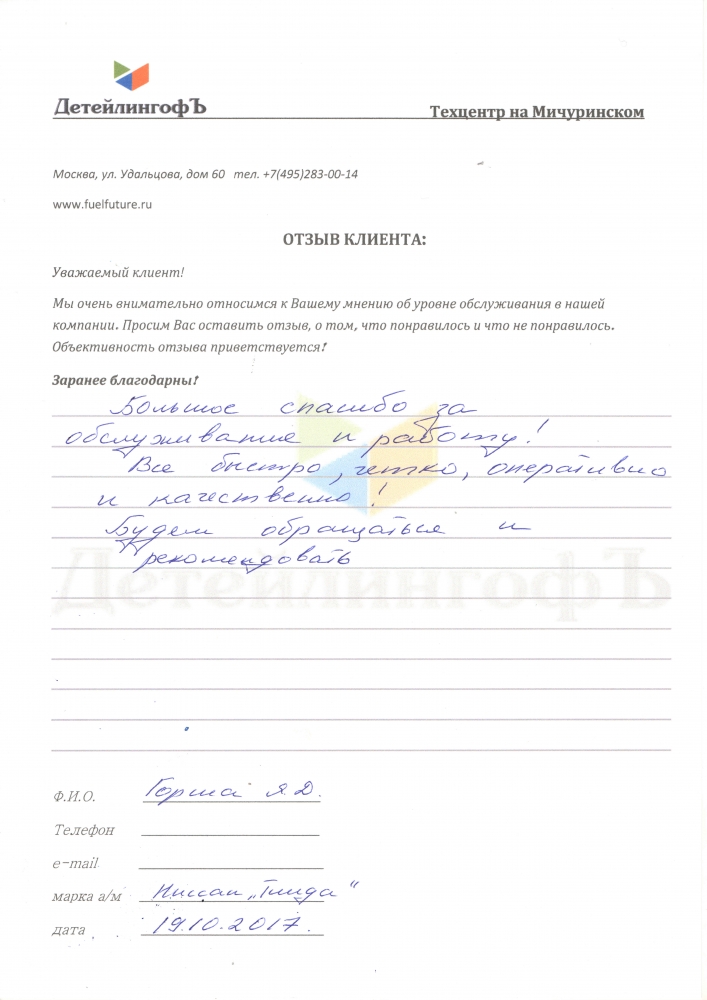 ДетейлингофЪ
Техцентр на Мичуринском
Москва, ул. Удальцова, дом 60 тел. +7(495)283-00-14
www.fuelfuture.ru
ОТЗЫВ КЛИЕНТА:
Уважаемый клиент!
Мы очень внимательно относимся к Вашему мнению об уровне обслуживания в нашей
компании. Просим Вас оставить отзыв, о том, что понравилось и что не понравилось.
Объективность отзыва приветствуется!
Заранее благодарны!
Большое спасибо за
обслуживание и работу!
Все быстро, четко, оперативно
и качественно!
Будем обращаться и
рекомендовать
ДетейлингофЪ
Ф.И.О. Я.Д.
Телефон
e-mail
марка а/м Ниссан „Тиида“
дата 19.10.2017.